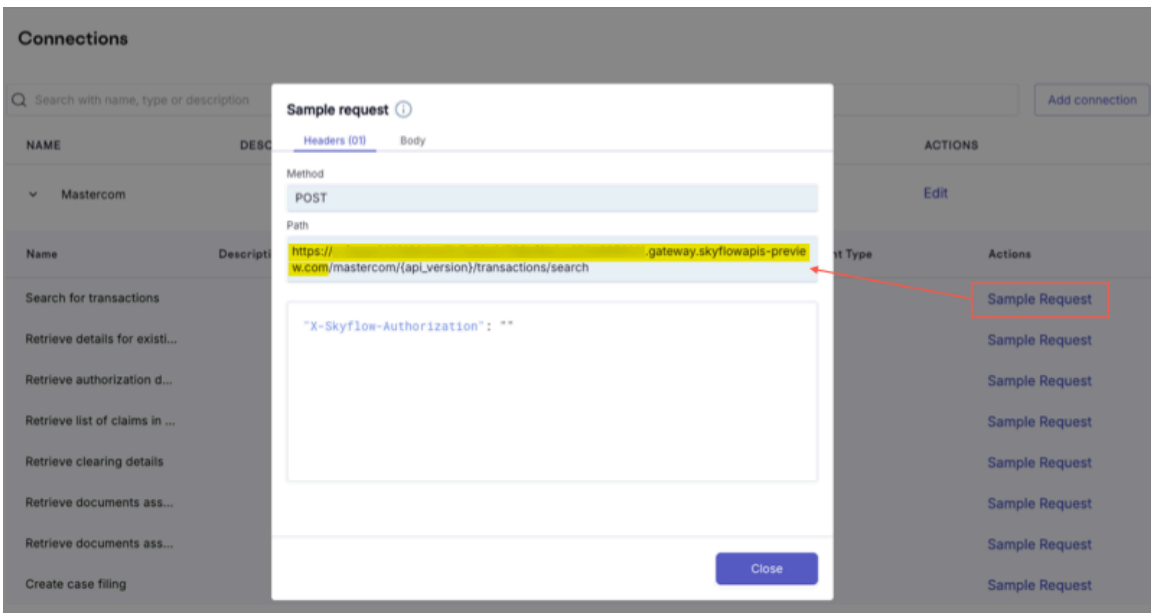 Connections
Search with name, type or description
Add connection
NAME
DESC
ACTIONS
Mastercom
Edit
Name
Descripti
nt Type
Actions
Search for transactions
Sample Request
Retrieve details for existi...
Sample Request
Retrieve authorization d...
Sample Request
Retrieve list of claims in ...
Sample Request
Retrieve clearing details
Sample Request
Retrieve documents ass...
Sample Request
Retrieve documents ass...
Sample Request
Create case filing
Sample Request
Sample request
Headers (01)
Body
Method
POST
Path
https:// .gateway.skyflowapis-previe
w.com/mastercom/{api_version}/transactions/search
"X-Skyflow-Authorization": ""
Close